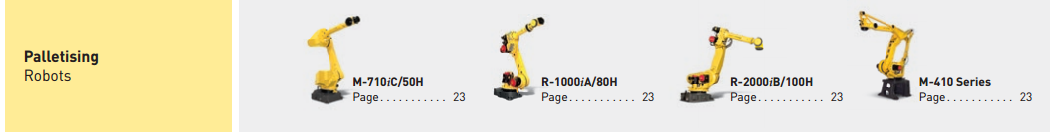 Palletising
Robots
M-710iC/50H
Page........... 23
R-1000iA/80H
Page........... 23
R-2000iB/100H
Page........... 23
M-410 Series
Page........... 23